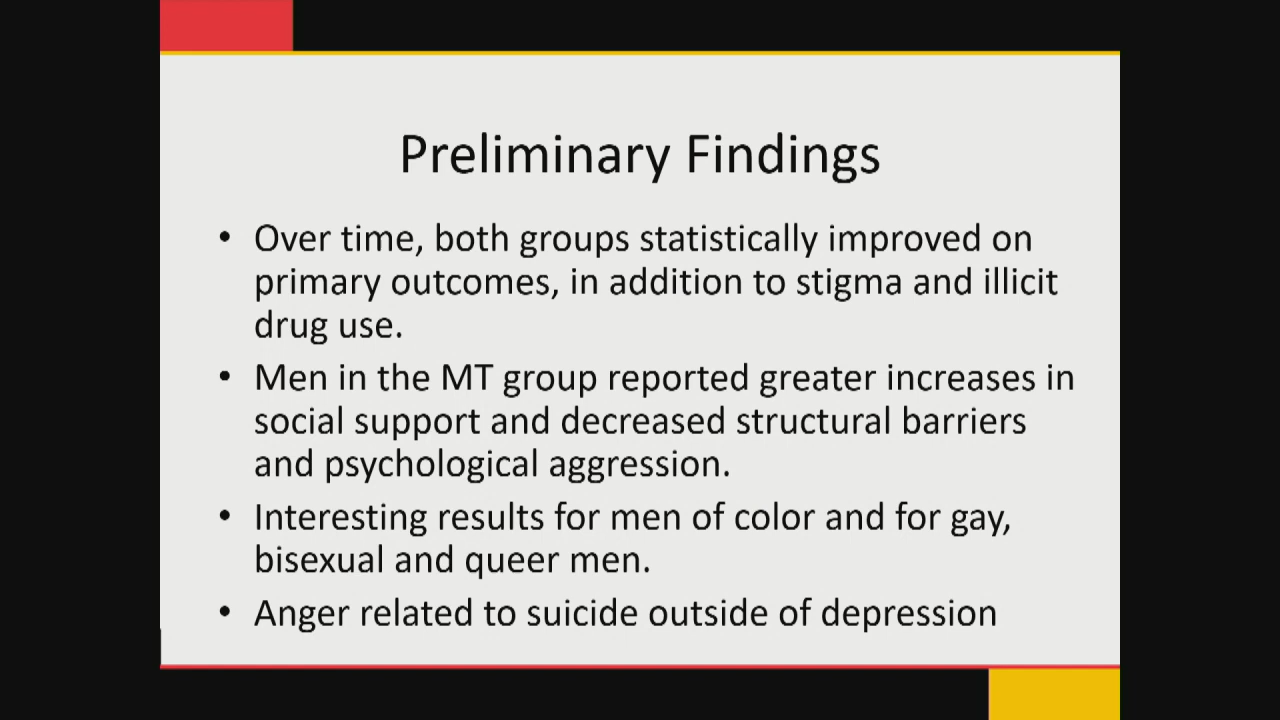 Preliminary Findings
• Over time, both groups statistically improved on
primary outcomes, in addition to stigma and illicit
drug use.
• Men in the MT group reported greater increases in
social support and decreased structural barriers
and psychological aggression.
• Interesting results for men of color and for gay,
bisexual and queer men.
• Anger related to suicide outside of depression